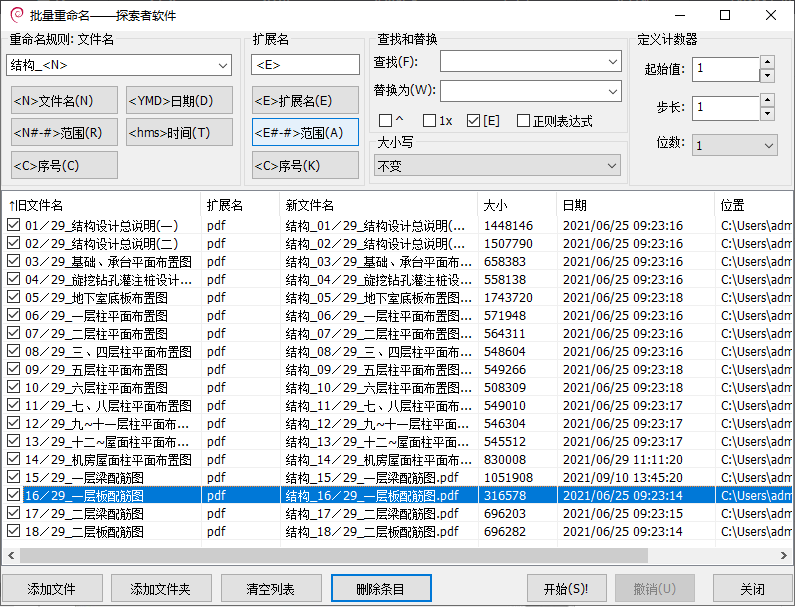 批量重命名——探索者软件
重命名规则: 文件名
结构_<N>
<N>文件名(N) <YMD>日期(D)
<N#-#>范围(R) <hms>时间(T)
<C>序号(C)
扩展名
<E>
<E>扩展名(E)
<E#-#>范围(A)
<C>序号(K)
查找和替换
查找(F):
替换为(W):
^ 1x [E] 正则表达式
大小写
不变
定义计数器
起始值: 1
步长: 1
位数: 1
↑旧文件名 扩展名 新文件名 大小 日期 位置
01／29_结构设计总说明(一) pdf 结构_01／29_结构设计总说明(... 1448146 2021/06/25 09:23:16 C:\Users\adm
02／29_结构设计总说明(二) pdf 结构_02／29_结构设计总说明(... 1507790 2021/06/25 09:23:16 C:\Users\adm
03／29_基础、承台平面布置图 pdf 结构_03／29_基础、承台平面布... 658383 2021/06/25 09:23:16 C:\Users\adm
04／29_旋挖钻孔灌注桩设计... pdf 结构_04／29_旋挖钻孔灌注桩设... 558138 2021/06/25 09:23:16 C:\Users\adm
05／29_地下室底板布置图 pdf 结构_05／29_地下室底板布置图... 1743720 2021/06/25 09:23:18 C:\Users\adm
06／29_一层柱平面布置图 pdf 结构_06／29_一层柱平面布置图... 571948 2021/06/25 09:23:16 C:\Users\adm
07／29_二层柱平面布置图 pdf 结构_07／29_二层柱平面布置图... 564311 2021/06/25 09:23:16 C:\Users\adm
08／29_三、四层柱平面布置图 pdf 结构_08／29_三、四层柱平面布... 548604 2021/06/25 09:23:16 C:\Users\adm
09／29_五层柱平面布置图 pdf 结构_09／29_五层柱平面布置图... 549266 2021/06/25 09:23:18 C:\Users\adm
10／29_六层柱平面布置图 pdf 结构_10／29_六层柱平面布置图... 508309 2021/06/25 09:23:18 C:\Users\adm
11／29_七、八层柱平面布置图 pdf 结构_11／29_七、八层柱平面布... 549010 2021/06/25 09:23:17 C:\Users\adm
12／29_九~十一层柱平面布... pdf 结构_12／29_九~十一层柱平面... 546304 2021/06/25 09:23:17 C:\Users\adm
13／29_十二~屋面柱平面布... pdf 结构_13／29_十二~屋面柱平面... 545512 2021/06/25 09:23:17 C:\Users\adm
14／29_机房屋面柱平面布置图 pdf 结构_14／29_机房屋面柱平面布... 830008 2021/06/29 11:11:20 C:\Users\adm
15／29_一层梁配筋图 pdf 结构_15／29_一层梁配筋图.pdf 1051908 2021/09/10 13:45:20 C:\Users\adm
16／29_一层板配筋图 pdf 结构_16／29_一层板配筋图.pdf 316578 2021/06/25 09:23:14 C:\Users\adm
17／29_二层梁配筋图 pdf 结构_17／29_二层梁配筋图.pdf 696203 2021/06/25 09:23:15 C:\Users\adm
18／29_二层板配筋图 pdf 结构_18／29_二层板配筋图.pdf 696282 2021/06/25 09:23:14 C:\Users\adm
添加文件 添加文件夹 清空列表 删除条目 开始(S)! 撤销(U) 关闭